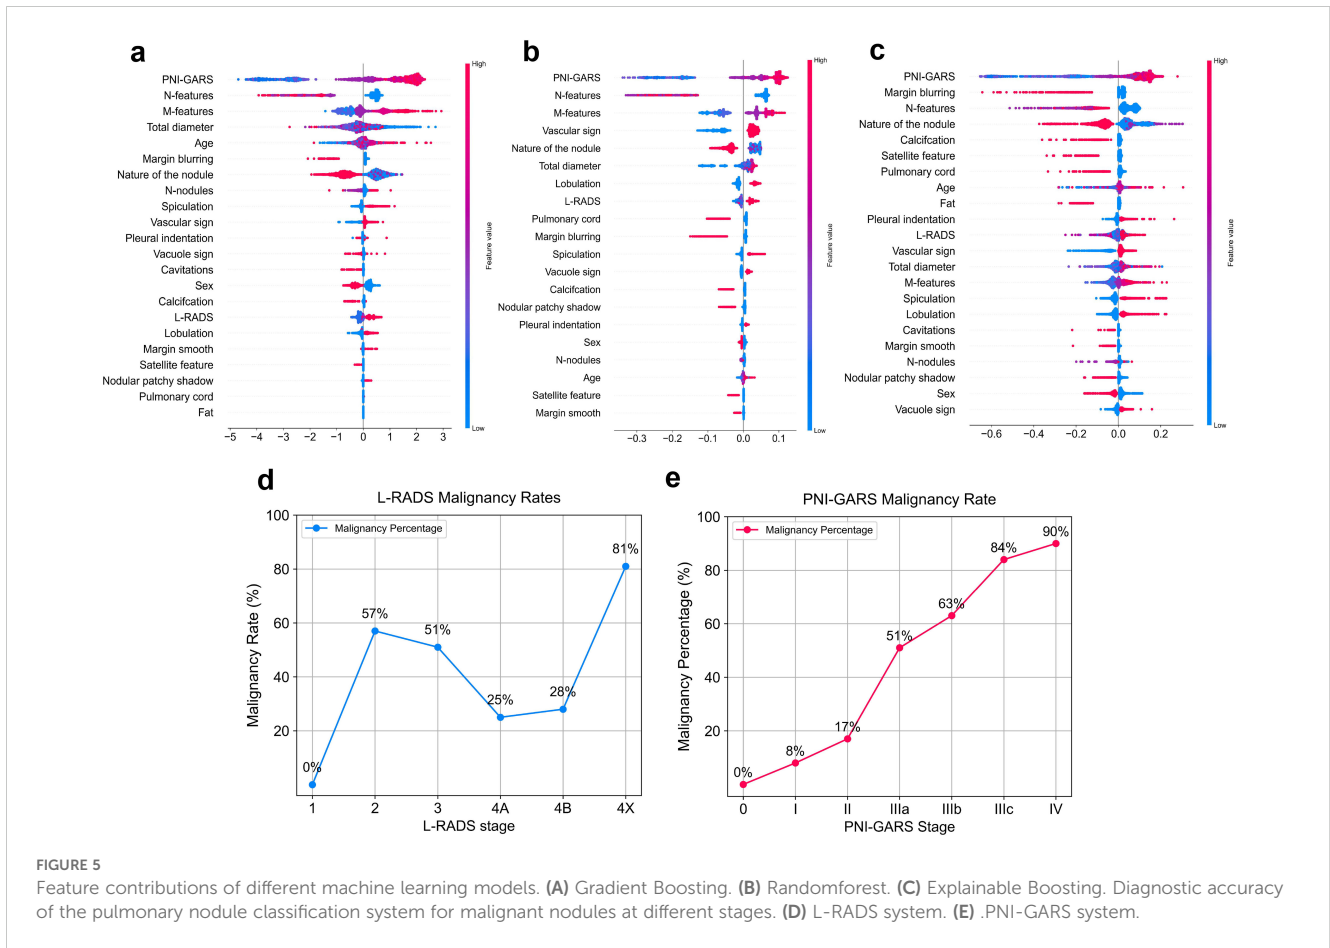 a
PNI-GARS
N-features
M-features
Total diameter
Age
Margin blurring
Nature of the nodule
N-nodules
Spiculation
Vascular sign
Pleural indentation
Vacuole sign
Cavitations
Sex
Calcifcation
L-RADS
Lobulation
Margin smooth
Satellite feature
Nodular patchy shadow
Pulmonary cord
Fat
−5 −4 −3 −2 −1 0 1 2 3
High
Feature value
Low
b
PNI-GARS
N-features
M-features
Vascular sign
Nature of the nodule
Total diameter
Lobulation
L-RADS
Pulmonary cord
Margin blurring
Spiculation
Vacuole sign
Calcifcation
Nodular patchy shadow
Pleural indentation
Sex
N-nodules
Age
Satellite feature
Margin smooth
−0.3 −0.2 −0.1 0.0 0.1
High
Feature value
Low
c
PNI-GARS
Margin blurring
N-features
Nature of the nodule
Calcifcation
Satellite feature
Pulmonary cord
Age
Fat
Pleural indentation
L-RADS
Vascular sign
Total diameter
M-features
Spiculation
Lobulation
Cavitations
Margin smooth
N-nodules
Nodular patchy shadow
Sex
Vacuole sign
−0.6 −0.4 −0.2 0.0 0.2
High
Feature value
Low
d
L-RADS Malignancy Rates
Malignancy Percentage
Malignancy Rate (%)
100
80
60
40
20
0%
57%
51%
25%
28%
81%
1 2 3 4A 4B 4X
L-RADS stage
e
PNI-GARS Malignancy Rate
Malignancy Percentage
Malignancy Percentage (%)
100
80
60
40
20
0%
8%
17%
51%
63%
84%
90%
0 I II IIIa IIIb IIIc IV
PNI-GARS Stage
FIGURE 5
Feature contributions of different machine learning models. (A) Gradient Boosting. (B) Randomforest. (C) Explainable Boosting. Diagnostic accuracy
of the pulmonary nodule classification system for malignant nodules at different stages. (D) L-RADS system. (E) .PNI-GARS system.